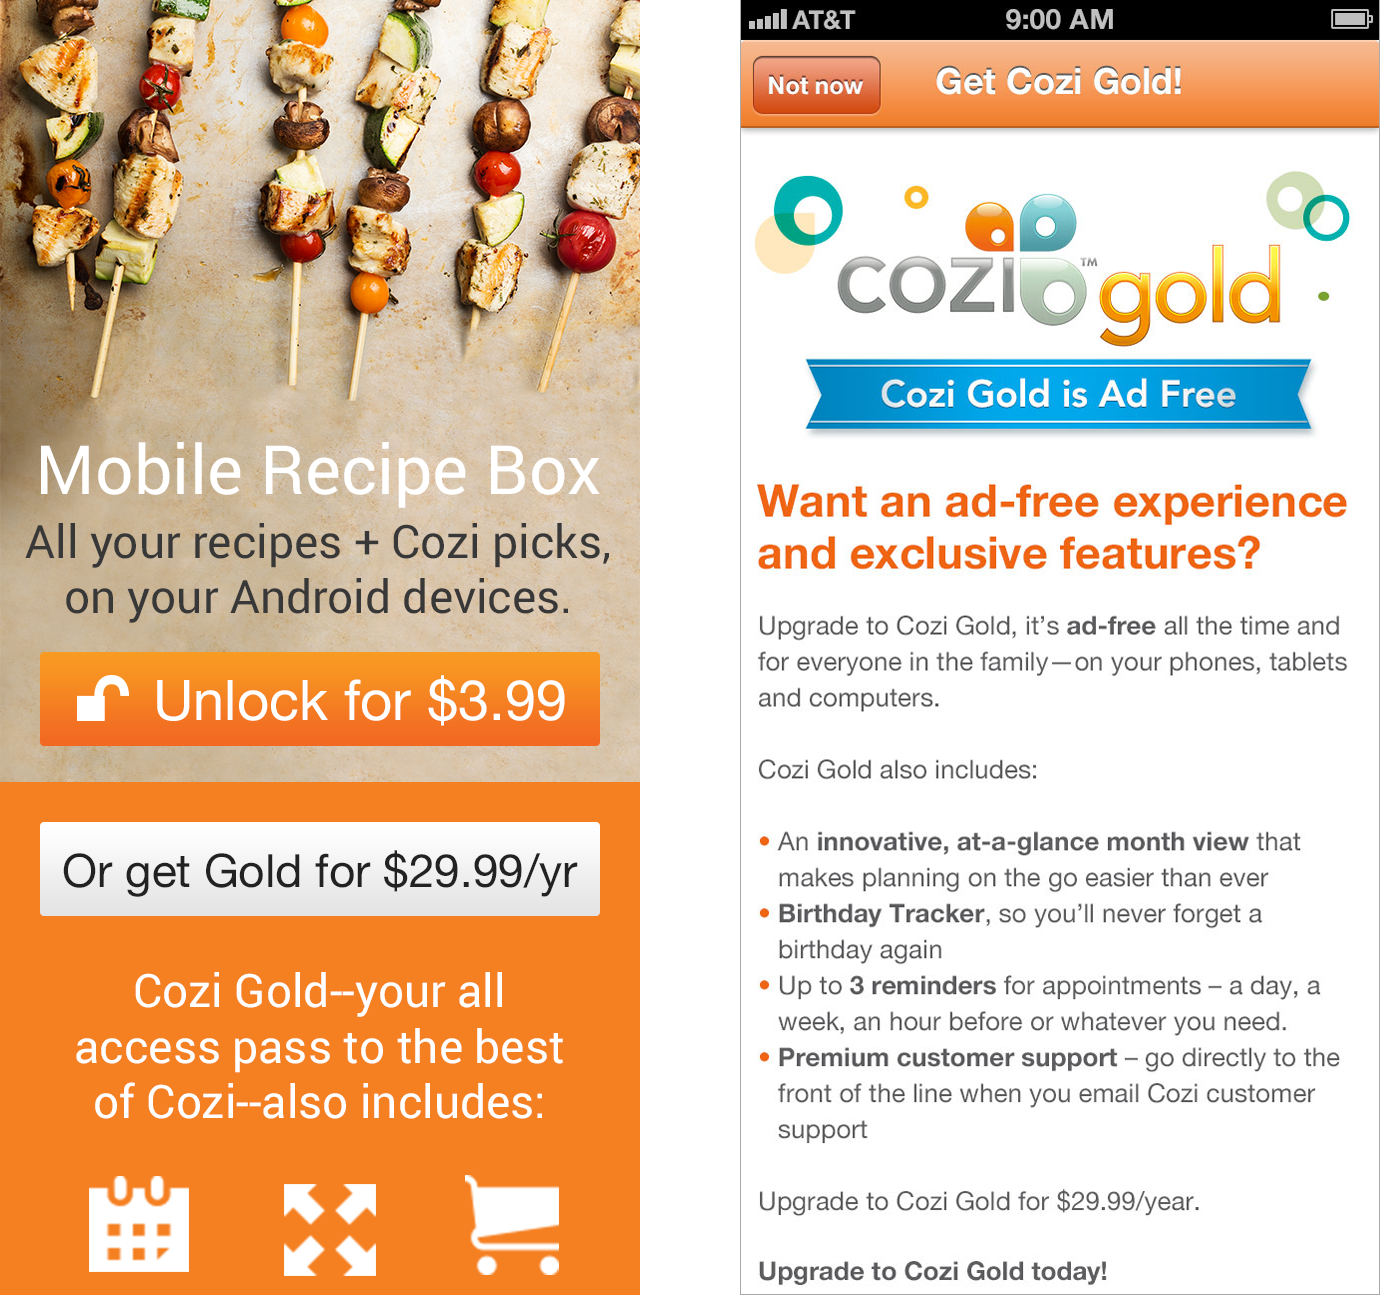 Mobile Recipe Box
All your recipes + Cozi picks,
on your Android devices.
Unlock for $3.99
Or get Gold for $29.99/yr
Cozi Gold--your all
access pass to the best
of Cozi--also includes:
AT&T 9:00 AM
Not now
Get Cozi Gold!
cozi™ gold
Cozi Gold is Ad Free
Want an ad-free experience
and exclusive features?
Upgrade to Cozi Gold, it’s ad-free all the time and
for everyone in the family—on your phones, tablets
and computers.
Cozi Gold also includes:
• An innovative, at-a-glance month view that
makes planning on the go easier than ever
• Birthday Tracker, so you’ll never forget a
birthday again
• Up to 3 reminders for appointments – a day, a
week, an hour before or whatever you need.
• Premium customer support – go directly to the
front of the line when you email Cozi customer
support
Upgrade to Cozi Gold for $29.99/year.
Upgrade to Cozi Gold today!